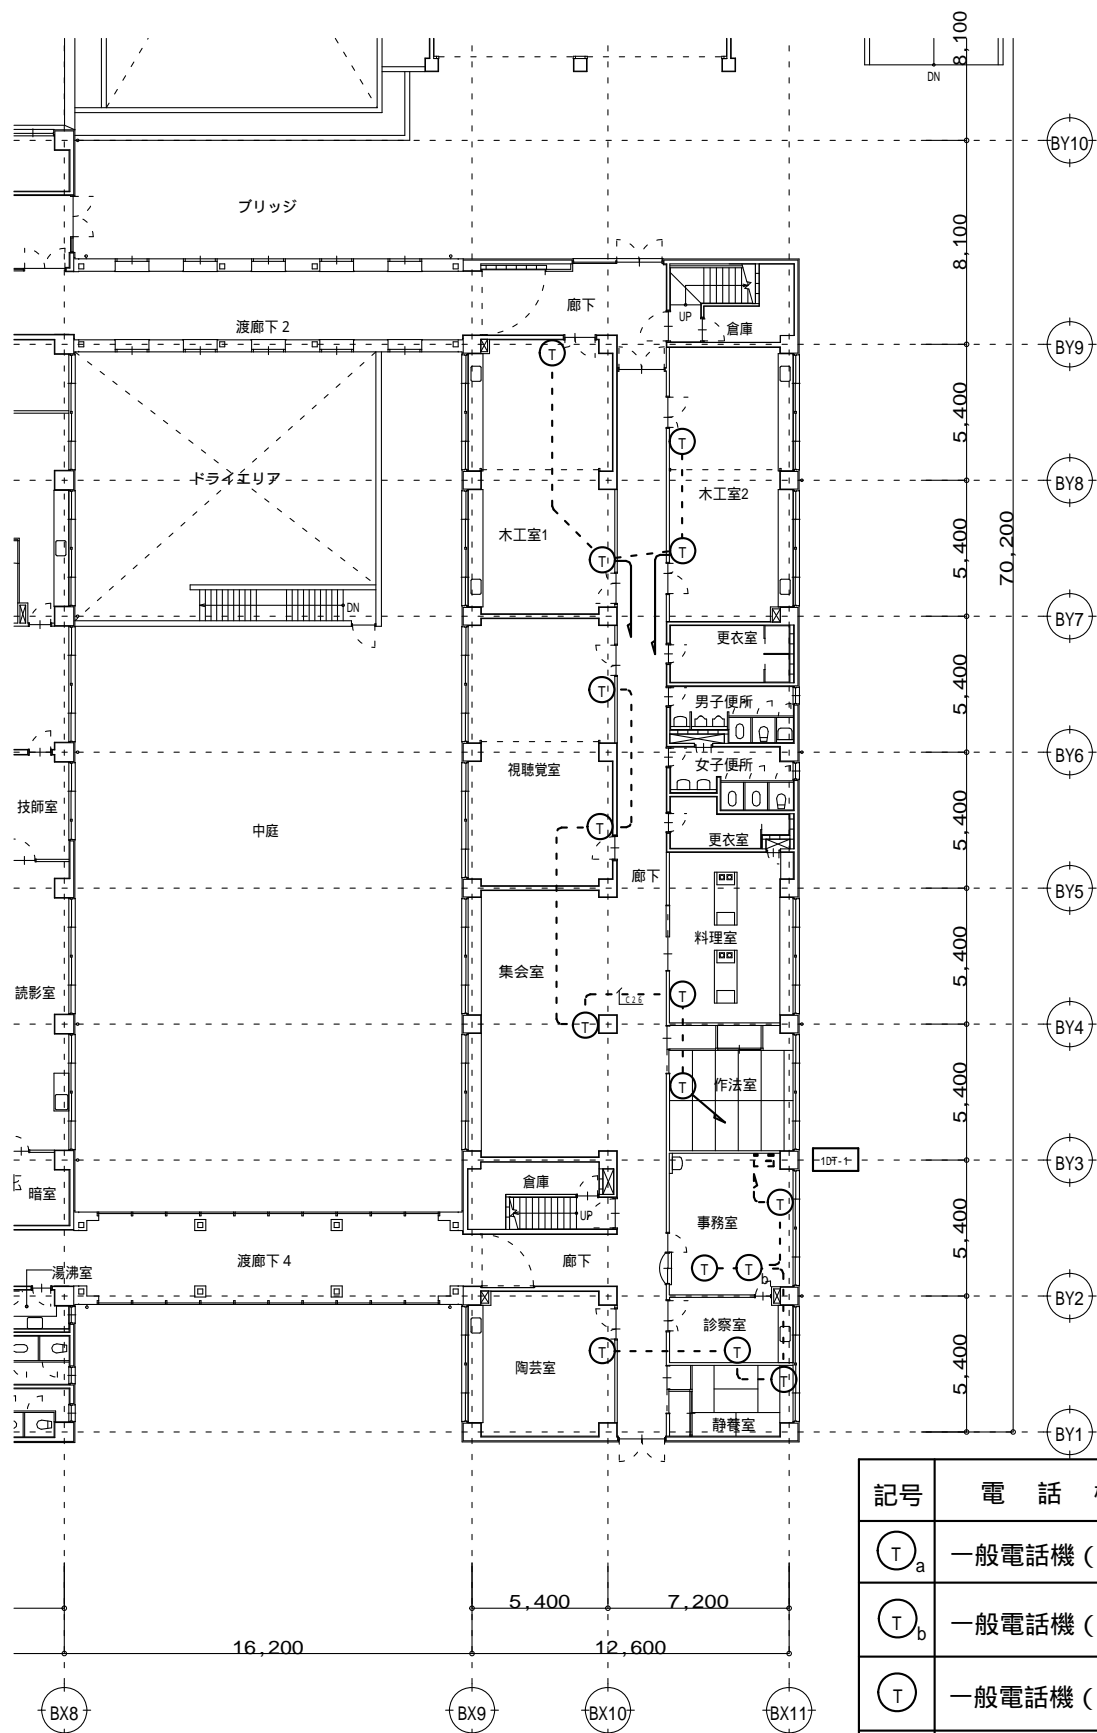 8,100
DN
BY10
ブリッジ
8,100
廊下
渡廊下2
UP
倉庫
BY9
T
5,400
T
ドライエリア
BY8
木工室2
木工室1
5,400
70,200
T
T
DN
BY7
更衣室
5,400
T
男子便所
BY6
女子便所
視聴覚室
技師室
5,400
中庭
T
更衣室
廊下
BY5
料理室
5,400
集会室
読影室
T
C26
T
BY4
T
作法室
5,400
1DT-1
BY3
倉庫
暗室
T
UP
事務室
5,400
渡廊下4
廊下
湯沸室
T
T
b
BY2
診察室
T
T
陶芸室
5,400
T
静養室
BY1
記号
電 話
T a
一般電話機(
5,400
7,200
T b
一般電話機(
16,200
12,600
T
一般電話機(
BX8
BX9
BX10
BX11